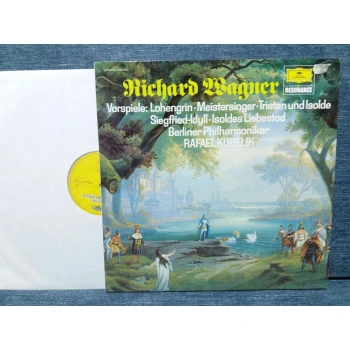 Richard Wagner
Vorspiele: Lohengrin · Meistersinger · Tristan und Isolde
Siegfried-Idyll · Isoldes Liebestod
Berliner Philharmoniker
RAFAEL KUBELIK
RESONANCE